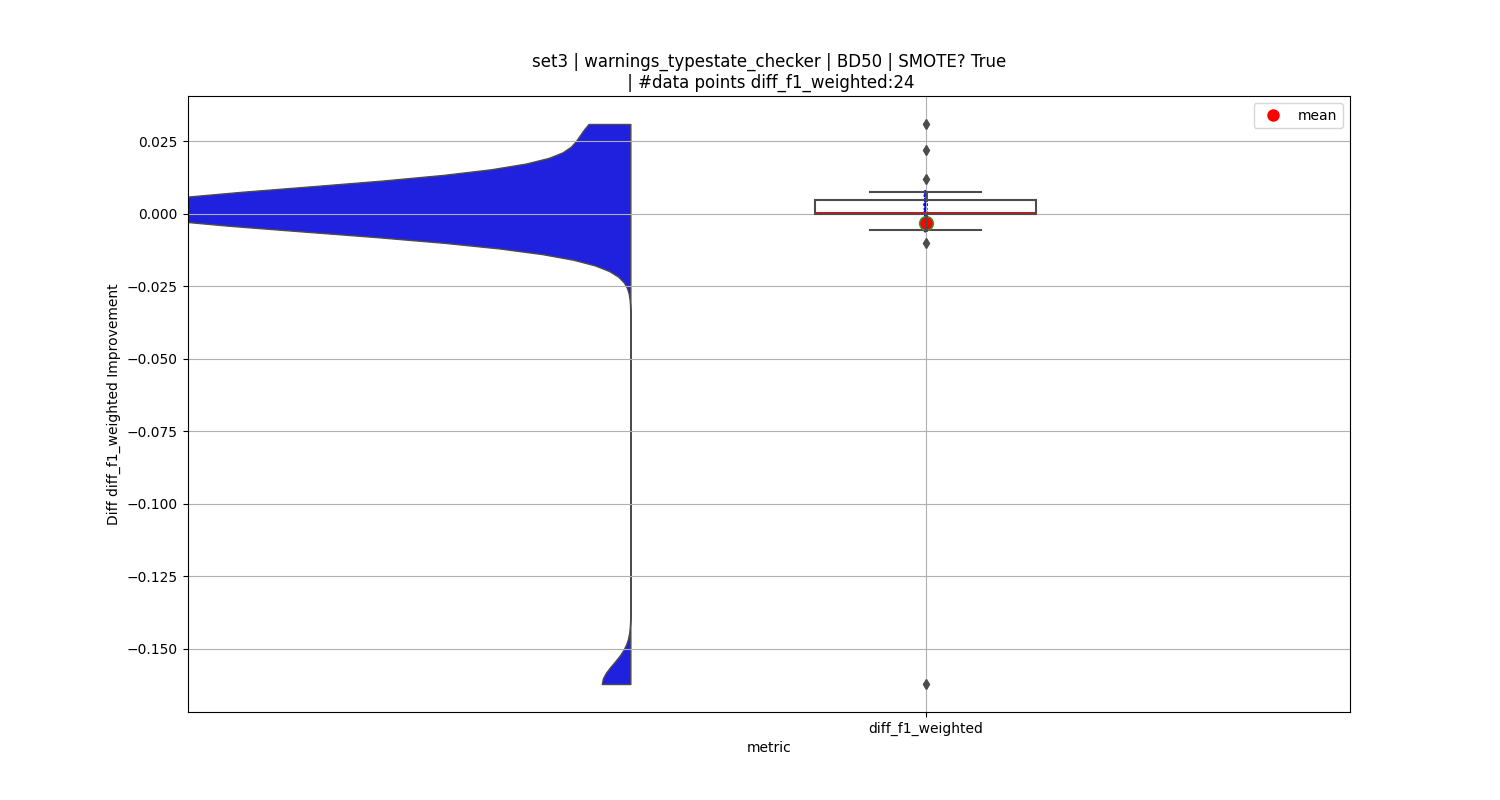 set3 | warnings_typestate_checker | BD50 | SMOTE? True
| #data points diff_f1_weighted:24
mean
0.025
0.000
−0.025
−0.050
−0.075
−0.100
−0.125
−0.150
Diff diff_f1_weighted Improvement
diff_f1_weighted
metric